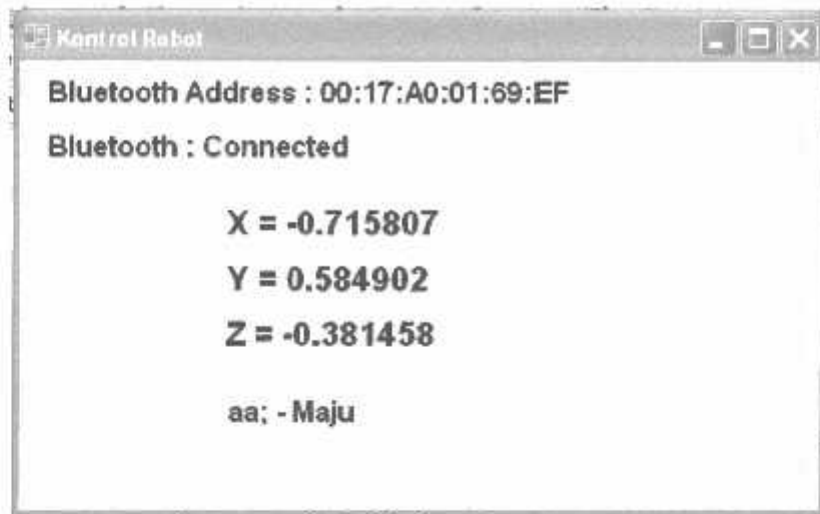 Kontrol Robot
Bluetooth Address : 00:17:A0:01:69:EF
Bluetooth : Connected
X = -0.715807
Y = 0.584902
Z = -0.381458
aa; - Maju